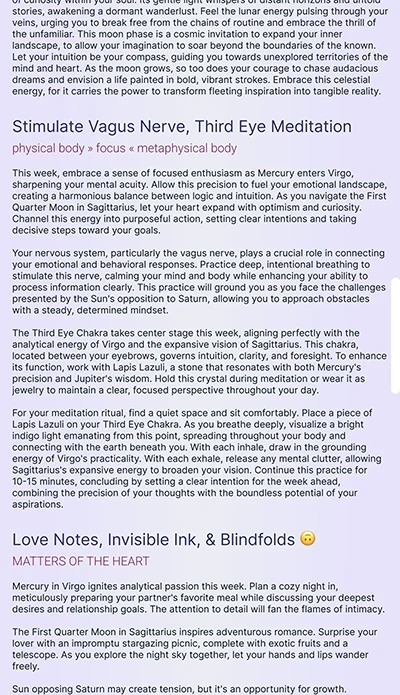 of curiosity within your soul. Its gentle light whispers of distant horizons and untold
stories, awakening a dormant wanderlust. Feel the lunar energy pulsing through your
veins, urging you to break free from the chains of routine and embrace the thrill of
the unfamiliar. This moon phase is a cosmic invitation to expand your inner
landscape, to allow your imagination to soar beyond the boundaries of the known.
Let your intuition be your compass, guiding you towards unexplored territories of the
mind and heart. As the moon grows, so too does your courage to chase audacious
dreams and envision a life painted in bold, vibrant strokes. Embrace this celestial
energy, for it carries the power to transform fleeting inspiration into tangible reality.
Stimulate Vagus Nerve, Third Eye Meditation
physical body » focus « metaphysical body
This week, embrace a sense of focused enthusiasm as Mercury enters Virgo,
sharpening your mental acuity. Allow this precision to fuel your emotional landscape,
creating a harmonious balance between logic and intuition. As you navigate the First
Quarter Moon in Sagittarius, let your heart expand with optimism and curiosity.
Channel this energy into purposeful action, setting clear intentions and taking
decisive steps toward your goals.
Your nervous system, particularly the vagus nerve, plays a crucial role in connecting
your emotional and behavioral responses. Practice deep, intentional breathing to
stimulate this nerve, calming your mind and body while enhancing your ability to
process information clearly. This practice will ground you as you face the challenges
presented by the Sun's opposition to Saturn, allowing you to approach obstacles
with a steady, determined mindset.
The Third Eye Chakra takes center stage this week, aligning perfectly with the
analytical energy of Virgo and the expansive vision of Sagittarius. This chakra,
located between your eyebrows, governs intuition, clarity, and foresight. To enhance
its function, work with Lapis Lazuli, a stone that resonates with both Mercury's
precision and Jupiter's wisdom. Hold this crystal during meditation or wear it as
jewelry to maintain a clear, focused perspective throughout your day.
For your meditation ritual, find a quiet space and sit comfortably. Place a piece of
Lapis Lazuli on your Third Eye Chakra. As you breathe deeply, visualize a bright
indigo light emanating from this point, spreading throughout your body and
connecting with the earth beneath you. With each inhale, draw in the grounding
energy of Virgo's practicality. With each exhale, release any mental clutter, allowing
Sagittarius's expansive energy to broaden your vision. Continue this practice for
10-15 minutes, concluding by setting a clear intention for the week ahead,
combining the precision of your thoughts with the boundless potential of your
aspirations.
Love Notes, Invisible Ink, & Blindfolds 🙃
MATTERS OF THE HEART
Mercury in Virgo ignites analytical passion this week. Plan a cozy night in,
meticulously preparing your partner's favorite meal while discussing your deepest
desires and relationship goals. The attention to detail will fan the flames of intimacy.
The First Quarter Moon in Sagittarius inspires adventurous romance. Surprise your
lover with an impromptu stargazing picnic, complete with exotic fruits and a
telescope. As you explore the night sky together, let your hands and lips wander
freely.
Sun opposing Saturn may create tension, but it's an opportunity for growth.